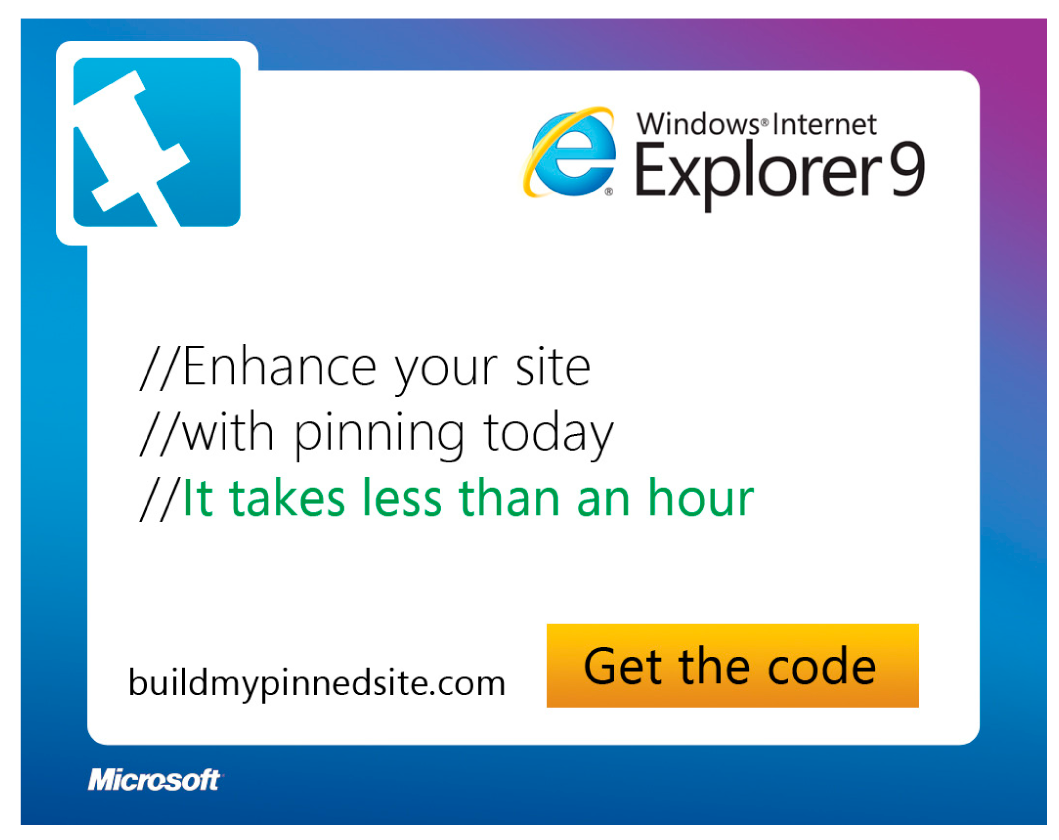 Windows® Internet
Explorer 9
//Enhance your site
//with pinning today
//It takes less than an hour
buildmypinnedsite.com
Get the code
Microsoft